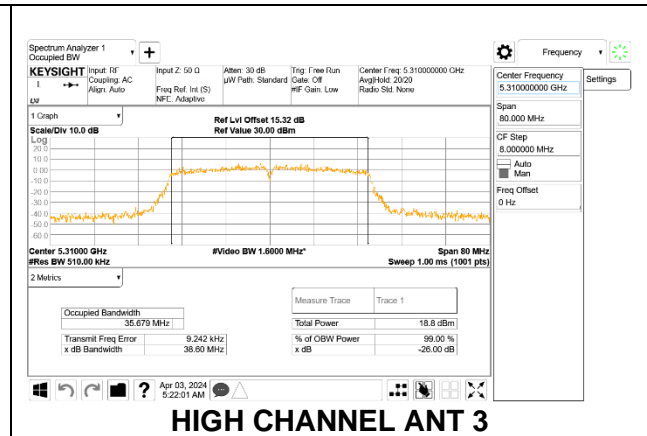 Spectrum Analyzer 1
Occupied BW
+
Frequency
KEYSIGHT
Input: RF
Coupling: AC
Align: Auto
Input Z: 50 Ω
Freq Ref: Int (S)
NFE: Adaptive
Atten: 30 dB
µW Path: Standard
Trig: Free Run
Gate: Off
#IF Gain: Low
Center Freq: 5.310000000 GHz
Avg|Hold: 20/20
Radio Std: None
Center Frequency
5.310000000 GHz
Settings
Span
80.000 MHz
CF Step
8.000000 MHz
Auto
Man
Freq Offset
0 Hz
1 Graph
Scale/Div 10.0 dB
Ref Lvl Offset 15.32 dB
Ref Value 30.00 dBm
Log
20.0
10.0
0.00
-10.0
-20.0
-30.0
-40.0
-50.0
-60.0
Center 5.31000 GHz
#Video BW 1.6000 MHz*
Span 80 MHz
#Res BW 510.00 kHz
Sweep 1.00 ms (1001 pts)
2 Metrics
Measure Trace
Trace 1
Occupied Bandwidth
35.679 MHz
Total Power
18.8 dBm
Transmit Freq Error
9.242 kHz
% of OBW Power
99.00 %
x dB Bandwidth
38.60 MHz
x dB
-26.00 dB
?
Apr 03, 2024
5:22:01 AM
HIGH CHANNEL ANT 3